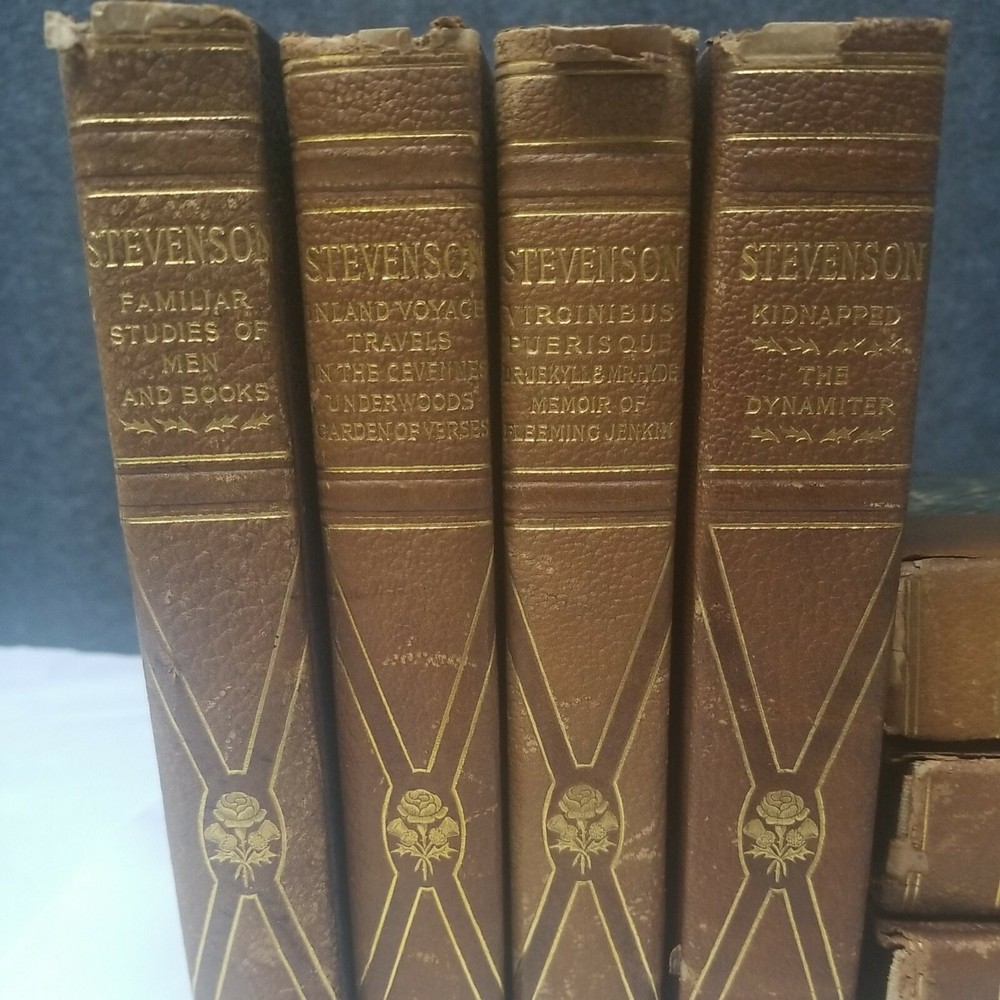 STEVENSON
FAMILIAR
STUDIES OF
MEN
AND BOOKS
STEVENSON
INLAND VOYAGE
TRAVELS
IN THE CEVENNES
UNDERWOODS
GARDEN OF VERSES
STEVENSON
VIRGINIBUS
PUERISQUE
DR·JEKYLL & MR·HYDE
MEMOIR OF
FLEEMING JENKIN
STEVENSON
KIDNAPPED
THE
DYNAMITER